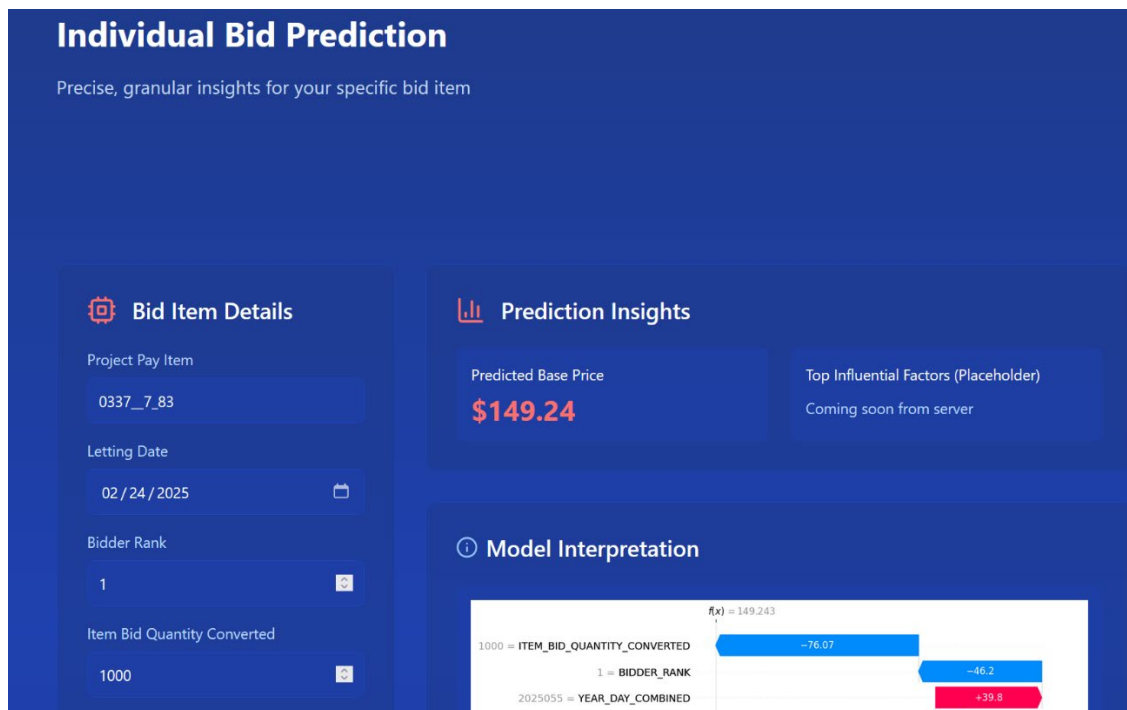 Individual Bid Prediction
Precise, granular insights for your specific bid item
Bid Item Details
Project Pay Item
0337__7_83
Letting Date
02/24/2025
Bidder Rank
1
Item Bid Quantity Converted
1000
Prediction Insights
Predicted Base Price
$149.24
Top Influential Factors (Placeholder)
Coming soon from server
Model Interpretation
f(x) = 149.243
1000 = ITEM_BID_QUANTITY_CONVERTED
−76.07
1 = BIDDER_RANK
−46.2
2025055 = YEAR_DAY_COMBINED
+39.8